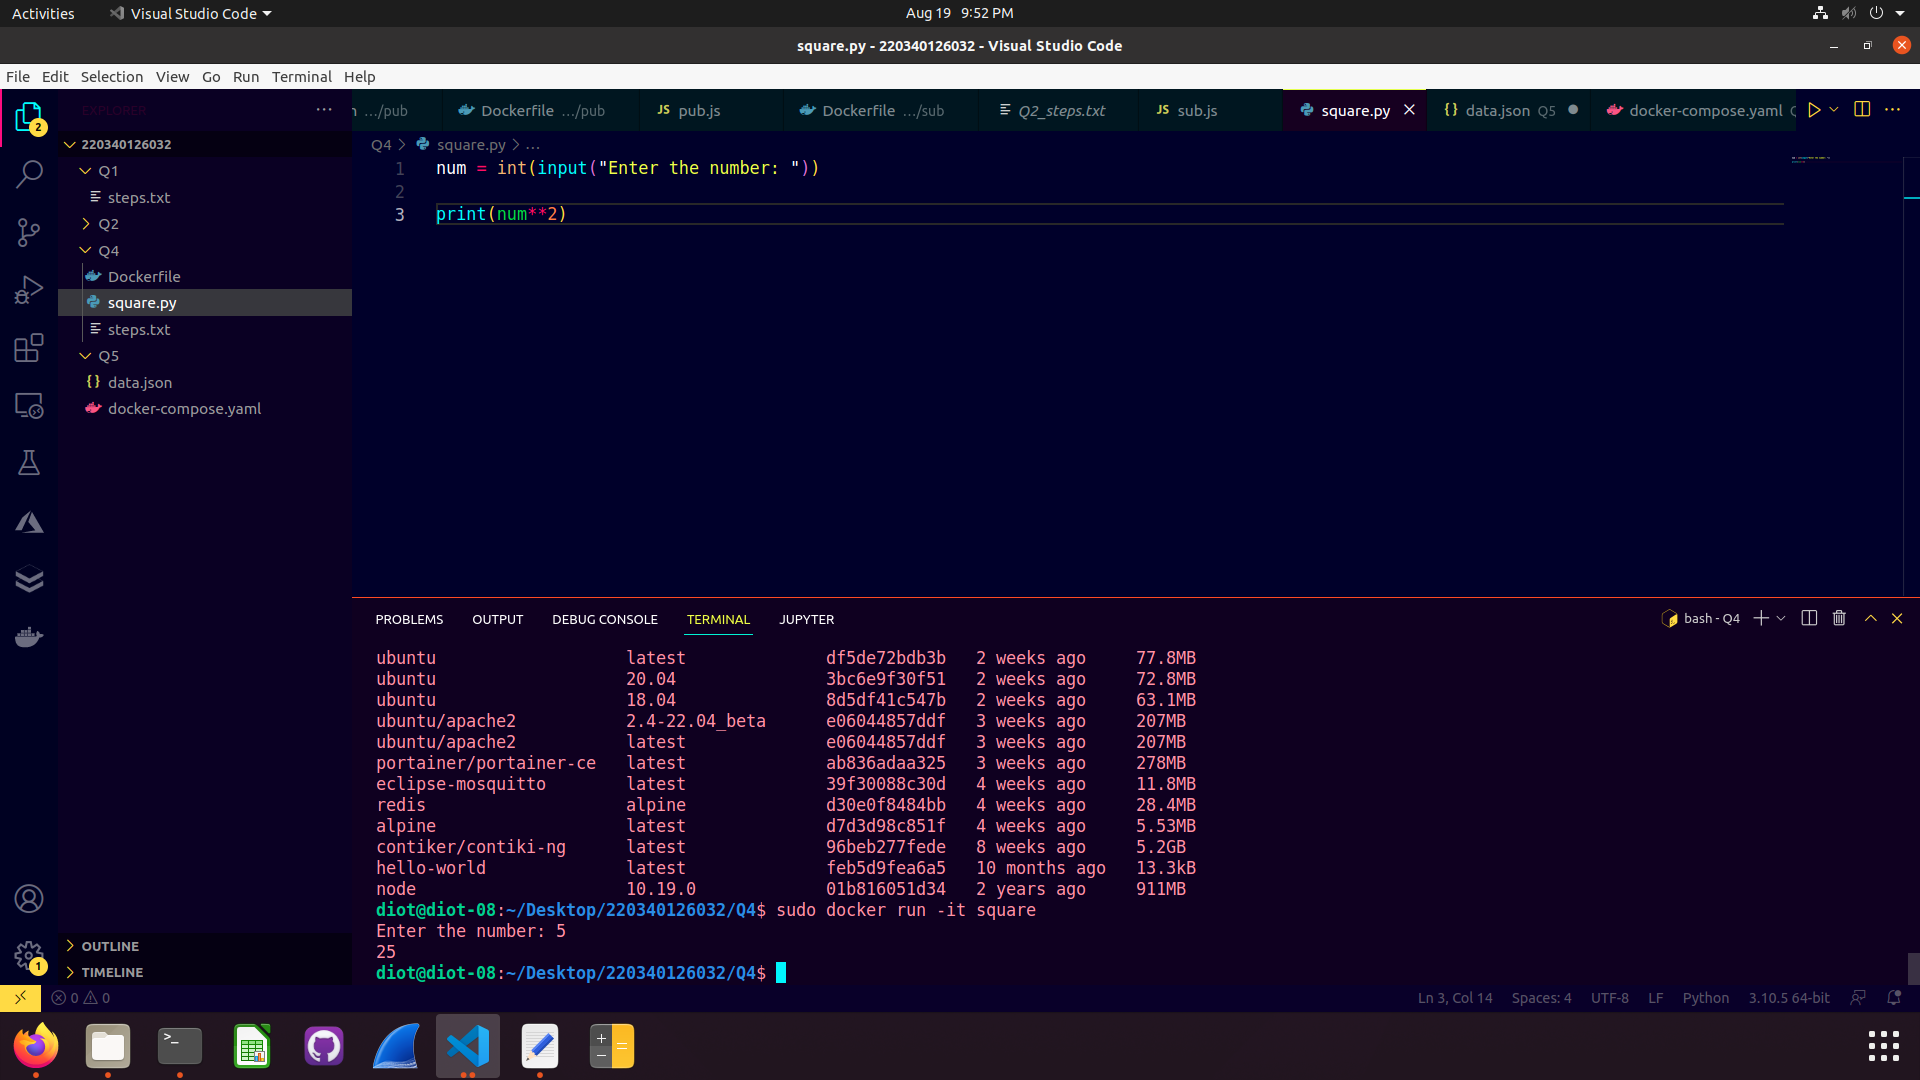 Activities Visual Studio Code Aug 19 9:52 PM
square.py - 220340126032 - Visual Studio Code
File Edit Selection View Go Run Terminal Help
2 EXPLORER ··· …/pub Dockerfile …/pub JS pub.js Dockerfile …/sub Q2_steps.txt JS sub.js square.py {} data.json Q5 docker-compose.yaml ···
220340126032
Q1
steps.txt
Q2
Q4
Dockerfile
square.py
steps.txt
Q5
{} data.json
docker-compose.yaml
OUTLINE
1
TIMELINE
Q4 > square.py > ...
1 num = int(input("Enter the number: "))
2
3 print(num**2)
PROBLEMS OUTPUT DEBUG CONSOLE TERMINAL JUPYTER bash - Q4
ubuntu latest df5de72bdb3b 2 weeks ago 77.8MB
ubuntu 20.04 3bc6e9f30f51 2 weeks ago 72.8MB
ubuntu 18.04 8d5df41c547b 2 weeks ago 63.1MB
ubuntu/apache2 2.4-22.04_beta e06044857ddf 3 weeks ago 207MB
ubuntu/apache2 latest e06044857ddf 3 weeks ago 207MB
portainer/portainer-ce latest ab836adaa325 3 weeks ago 278MB
eclipse-mosquitto latest 39f30088c30d 4 weeks ago 11.8MB
redis alpine d30e0f8484bb 4 weeks ago 28.4MB
alpine latest d7d3d98c851f 4 weeks ago 5.53MB
contiker/contiki-ng latest 96beb277fede 8 weeks ago 5.2GB
hello-world latest feb5d9fea6a5 10 months ago 13.3kB
node 10.19.0 01b816051d34 2 years ago 911MB
diot@diot-08:~/Desktop/220340126032/Q4$ sudo docker run -it square
Enter the number: 5
25
diot@diot-08:~/Desktop/220340126032/Q4$
0 0 Ln 3, Col 14 Spaces: 4 UTF-8 LF Python 3.10.5 64-bit